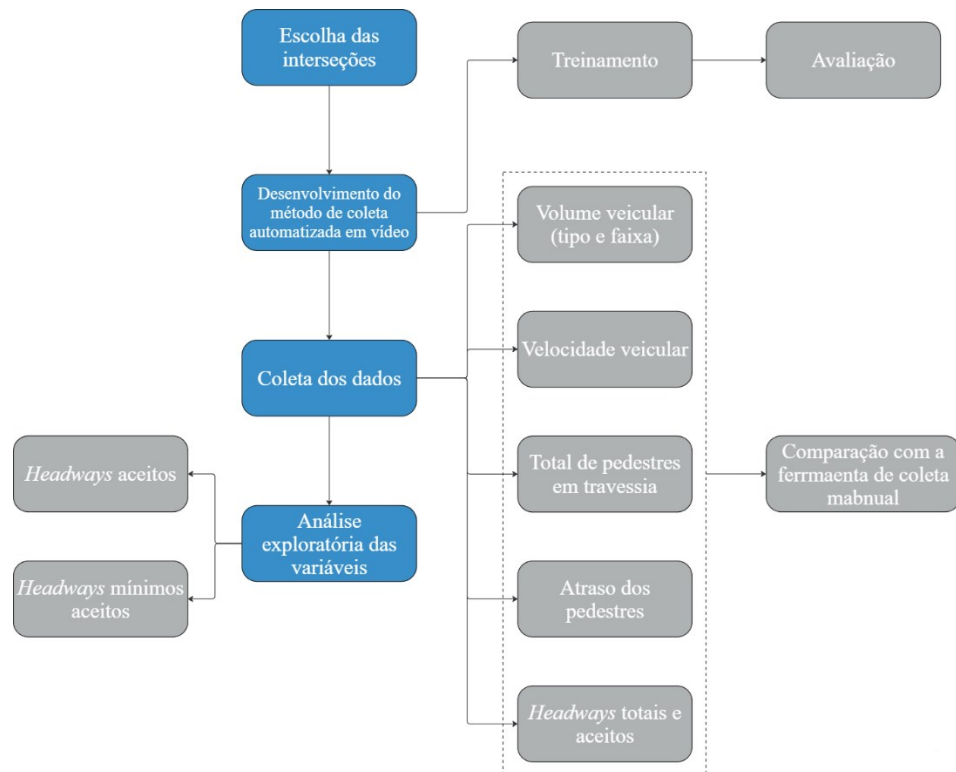 Escolha das
interseções
Treinamento
Avaliação
Desenvolvimento do
método de coleta
automatizada em vídeo
Volume veicular
(tipo e faixa)
Coleta dos dados
Velocidade veicular
Headways aceitos
Total de pedestres
em travessia
Comparação com a
ferrmaenta de coleta
mabnual
Análise
exploratória das
variáveis
Headways mínimos
aceitos
Atraso dos
pedestres
Headways totais e
aceitos